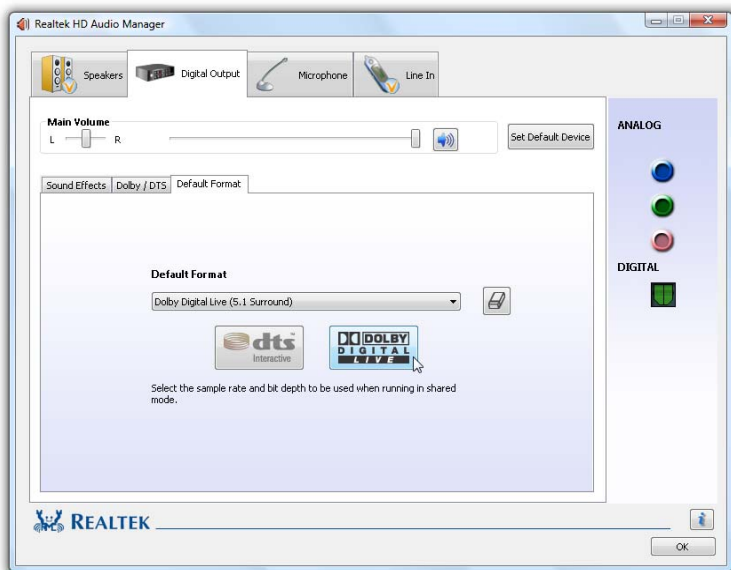 Realtek HD Audio Manager
Speakers
Digital Output
Microphone
Line In
Main Volume
L R
Set Default Device
ANALOG
Sound Effects
Dolby / DTS
Default Format
DIGITAL
Default Format
Dolby Digital Live (5.1 Surround)
dts™
Interactive
DOLBY
DIGITAL
LIVE
Select the sample rate and bit depth to be used when running in shared
mode.
REALTEK
i
OK